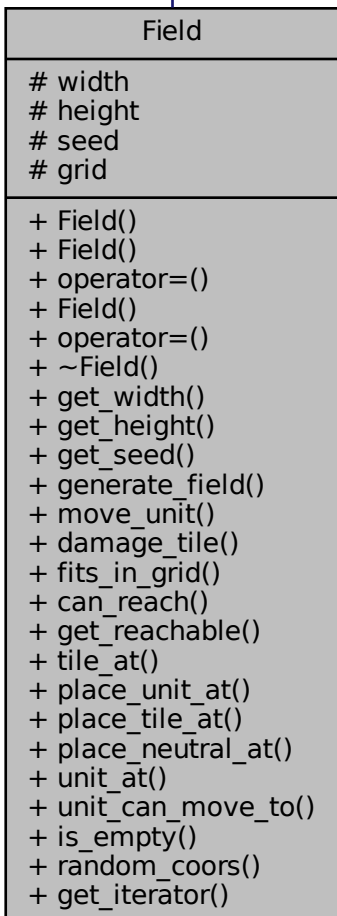 Field
# width
# height
# seed
# grid
+ Field()
+ Field()
+ operator=()
+ Field()
+ operator=()
+ ~Field()
+ get_width()
+ get_height()
+ get_seed()
+ generate_field()
+ move_unit()
+ damage_tile()
+ fits_in_grid()
+ can_reach()
+ get_reachable()
+ tile_at()
+ place_unit_at()
+ place_tile_at()
+ place_neutral_at()
+ unit_at()
+ unit_can_move_to()
+ is_empty()
+ random_coors()
+ get_iterator()